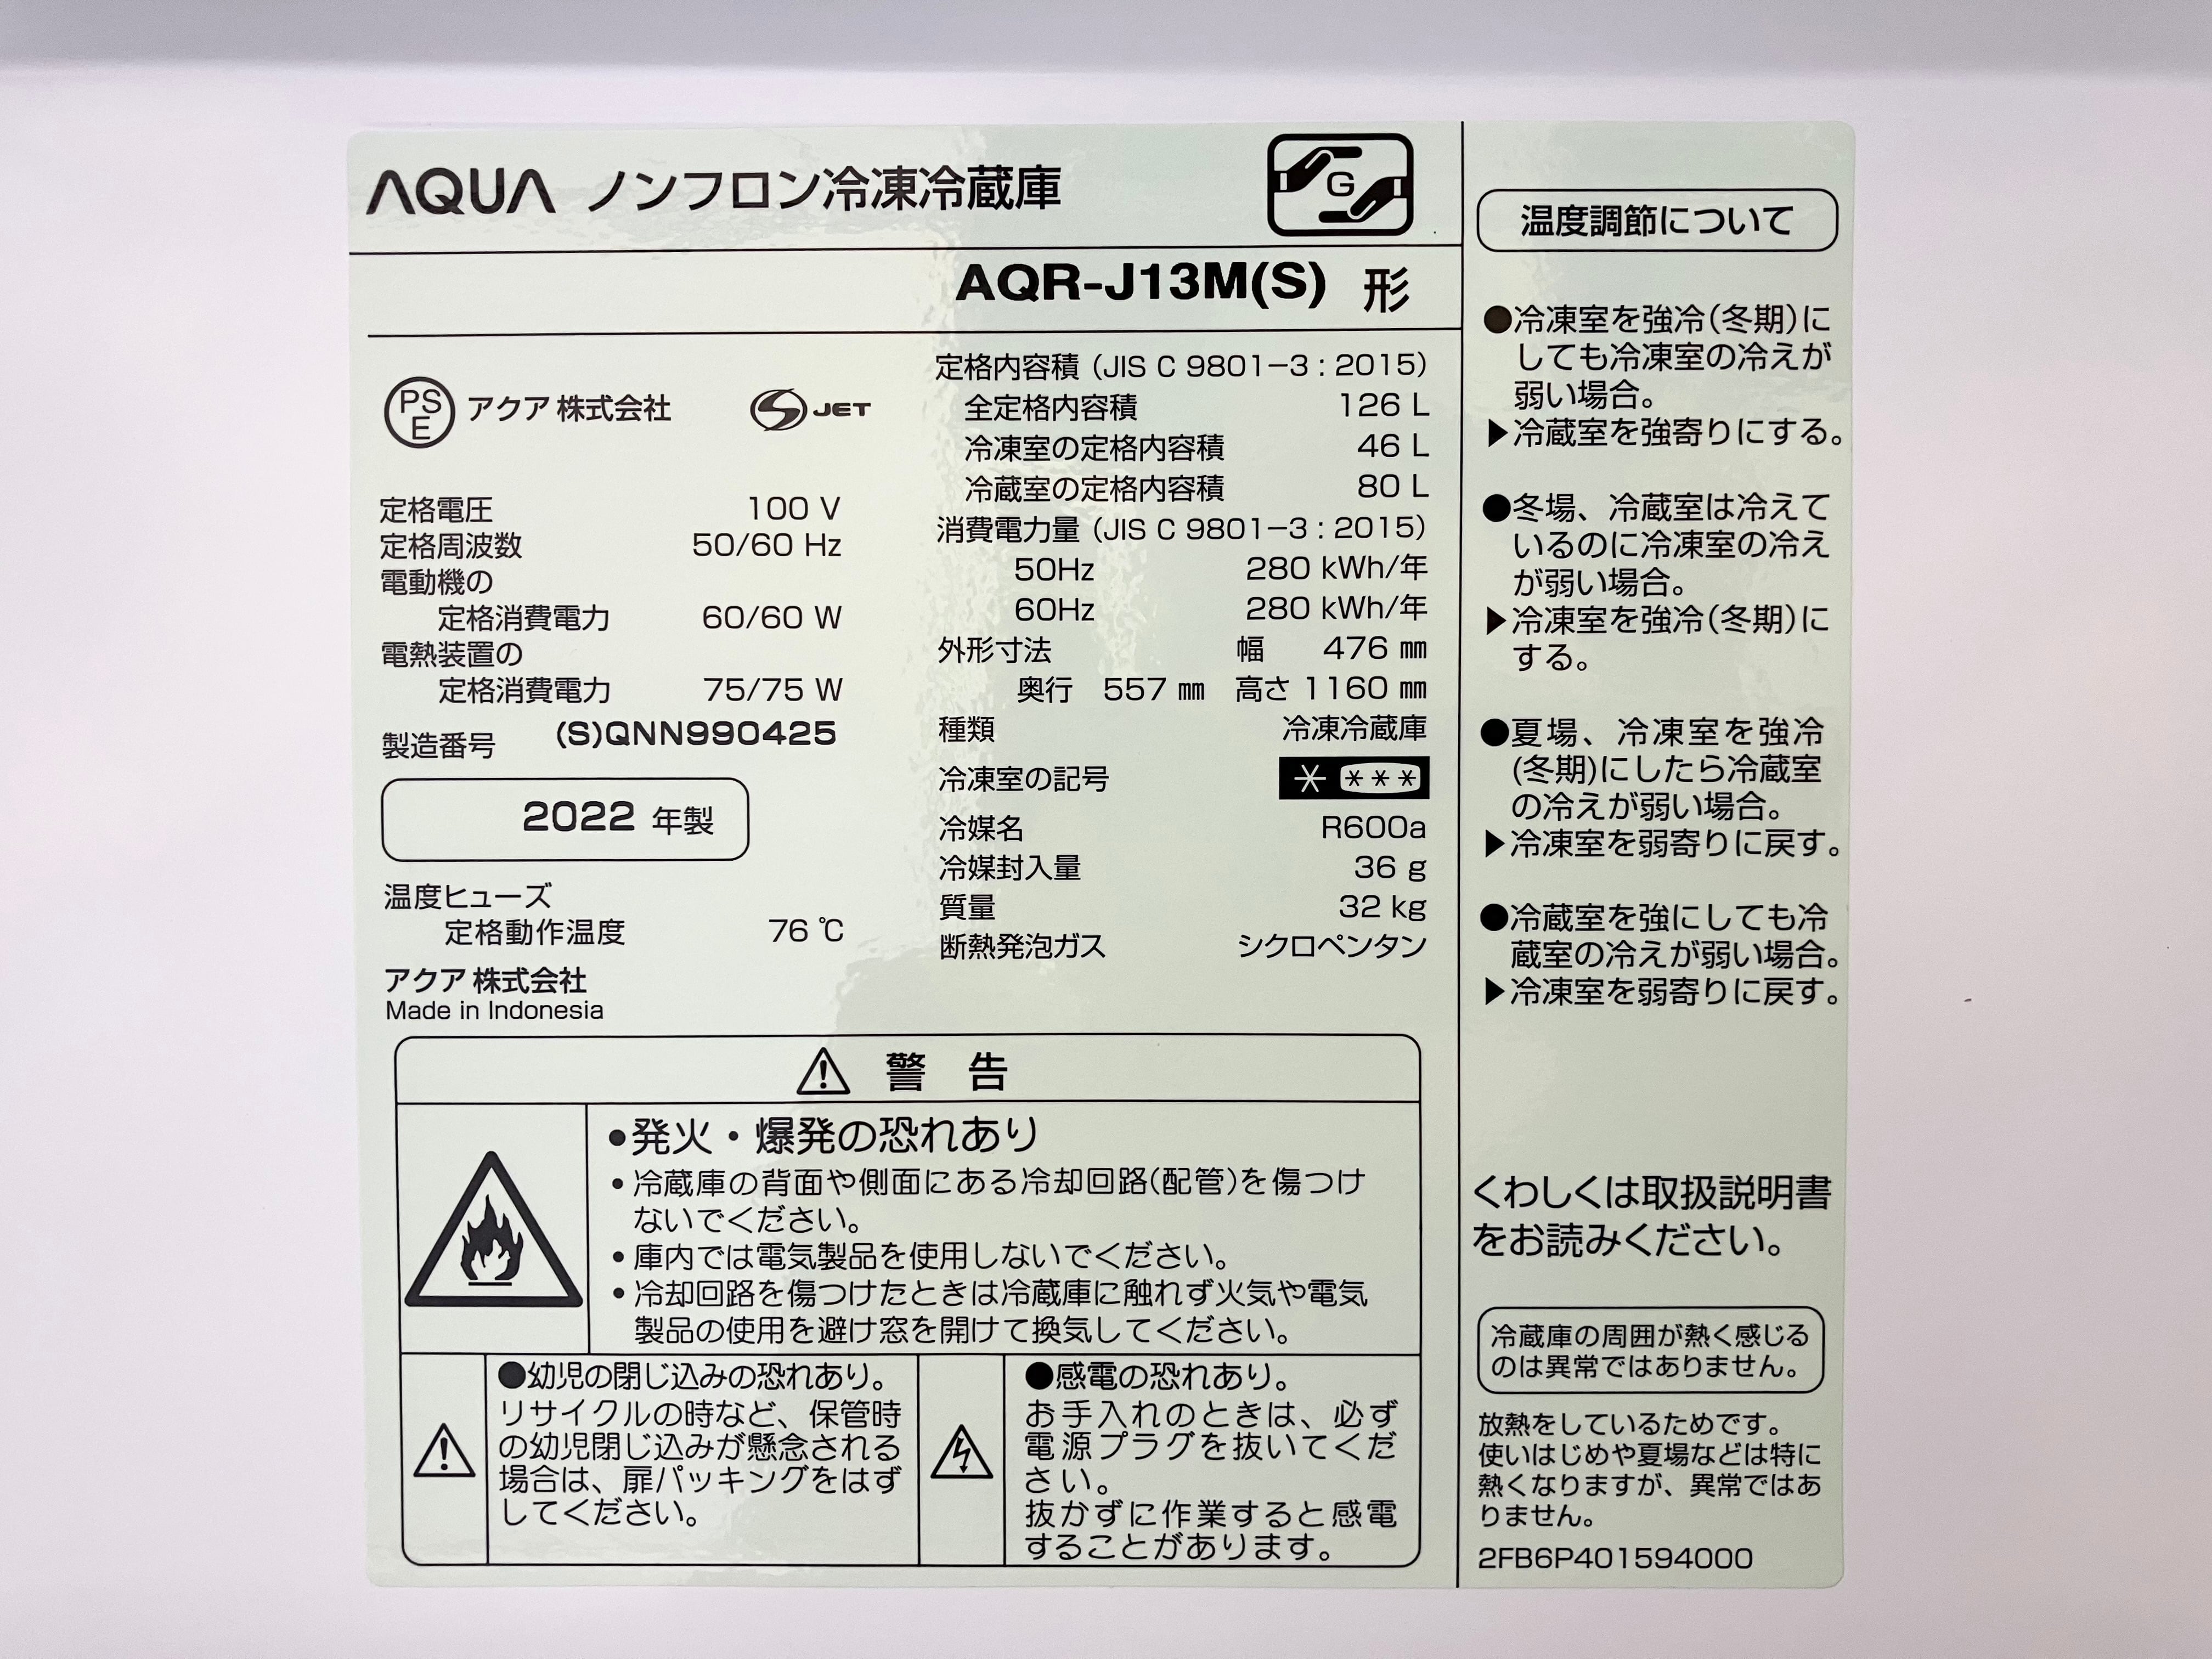 AQUA ノンフロン冷凍冷蔵庫
G
AQR-J13M(S) 形
PS
E
アクア株式会社
S JET
定格電圧 100 V
定格周波数 50/60 Hz
電動機の
定格消費電力 60/60 W
電熱装置の
定格消費電力 75/75 W
製造番号 (S)QNN990425
2022 年製
温度ヒューズ
定格動作温度 76 ℃
アクア株式会社
Made in Indonesia
定格内容積 (JIS C 9801−3 : 2015)
全定格内容積 126 L
冷凍室の定格内容積 46 L
冷蔵室の定格内容積 80 L
消費電力量 (JIS C 9801−3 : 2015)
50Hz 280 kWh/年
60Hz 280 kWh/年
外形寸法 幅 476 ㎜
奥行 557 ㎜ 高さ 1160 ㎜
種類 冷凍冷蔵庫
冷凍室の記号 * ***
冷媒名 R600a
冷媒封入量 36 g
質量 32 kg
断熱発泡ガス シクロペンタン
警 告
•発火・爆発の恐れあり
• 冷蔵庫の背面や側面にある冷却回路(配管)を傷つけ
ないでください。
• 庫内では電気製品を使用しないでください。
• 冷却回路を傷つけたときは冷蔵庫に触れず火気や電気
製品の使用を避け窓を開けて換気してください。
●幼児の閉じ込みの恐れあり。
リサイクルの時など、保管時
の幼児閉じ込みが懸念される
場合は、扉パッキングをはず
してください。
●感電の恐れあり。
お手入れのときは、必ず
電源プラグを抜いてくだ
さい。
抜かずに作業すると感電
することがあります。
温度調節について
●冷凍室を強冷(冬期)に
しても冷凍室の冷えが
弱い場合。
▶冷蔵室を強寄りにする。
●冬場、冷蔵室は冷えて
いるのに冷凍室の冷え
が弱い場合。
▶冷凍室を強冷(冬期)に
する。
●夏場、冷凍室を強冷
(冬期)にしたら冷蔵室
の冷えが弱い場合。
▶冷凍室を弱寄りに戻す。
●冷蔵室を強にしても冷
蔵室の冷えが弱い場合。
▶冷凍室を弱寄りに戻す。
くわしくは取扱説明書
をお読みください。
冷蔵庫の周囲が熱く感じる
のは異常ではありません。
放熱をしているためです。
使いはじめや夏場などは特に
熱くなりますが、異常ではあ
りません。
2FB6P401594000